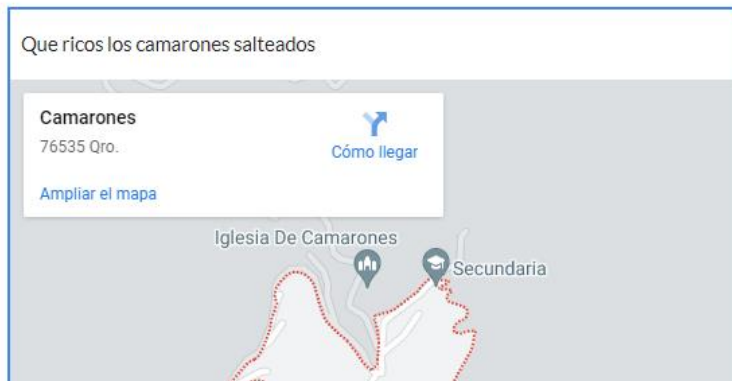 Que ricos los camarones salteados
Camarones
76535 Qro.
Cómo llegar
Ampliar el mapa
Iglesia De Camarones
Secundaria